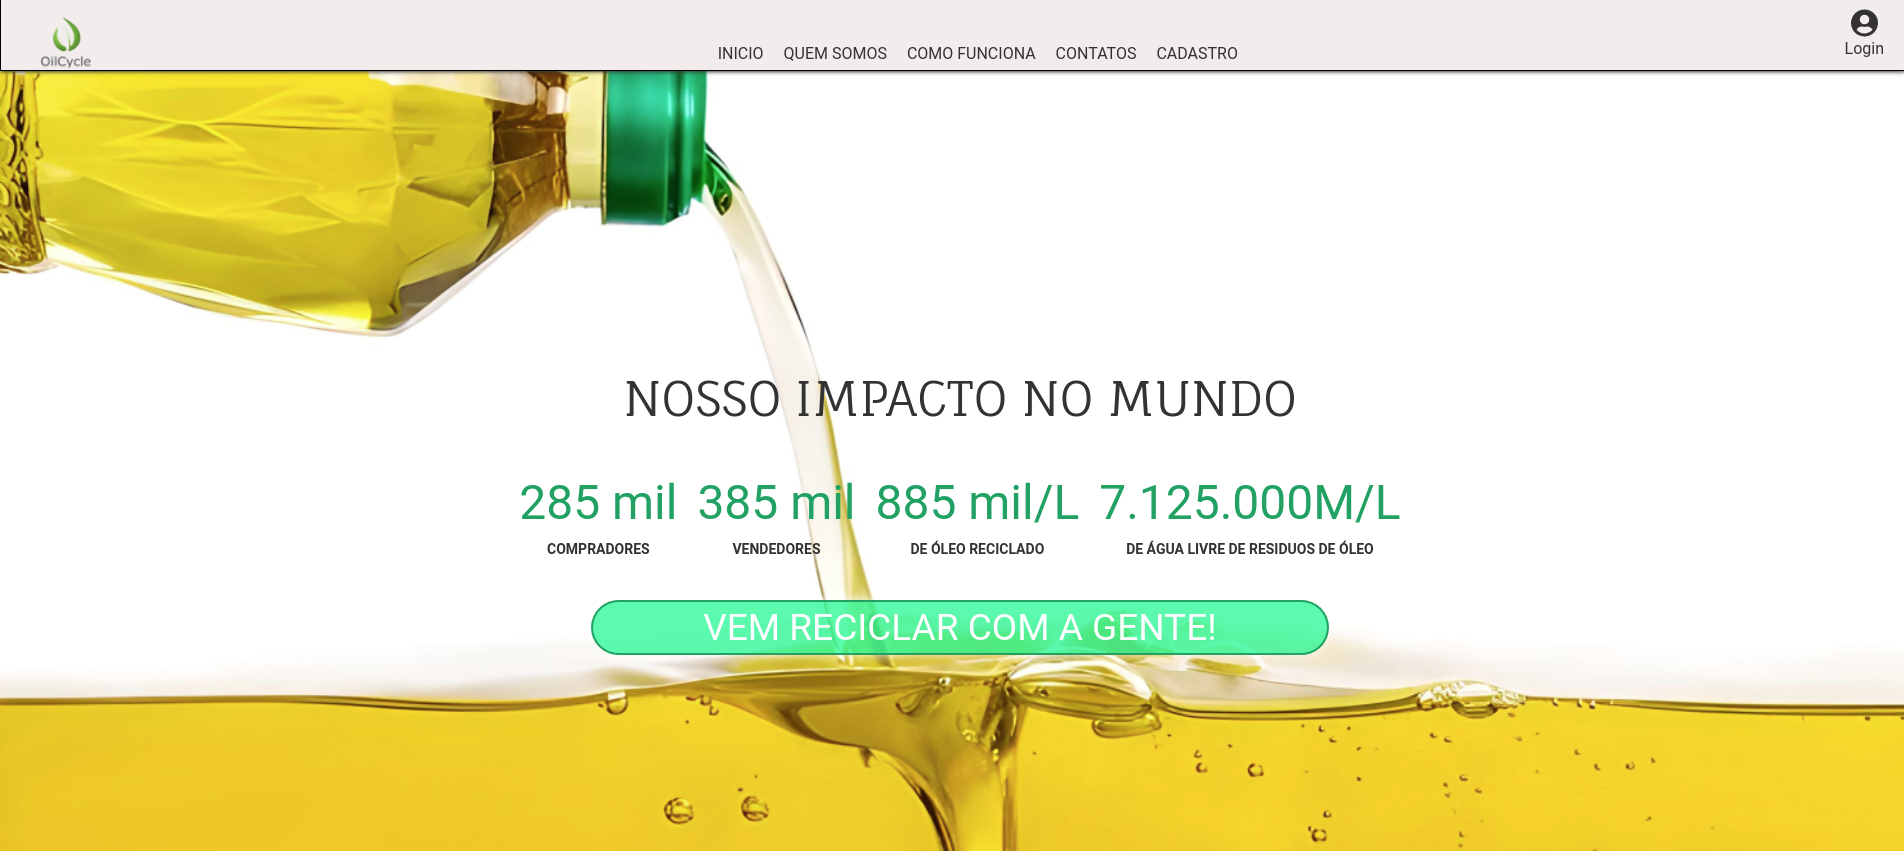 OilCycle
INICIO QUEM SOMOS COMO FUNCIONA CONTATOS CADASTRO
Login
NOSSO IMPACTO NO MUNDO
285 mil 385 mil 885 mil/L 7.125.000M/L
COMPRADORES VENDEDORES DE ÓLEO RECICLADO DE ÁGUA LIVRE DE RESIDUOS DE ÓLEO
VEM RECICLAR COM A GENTE!